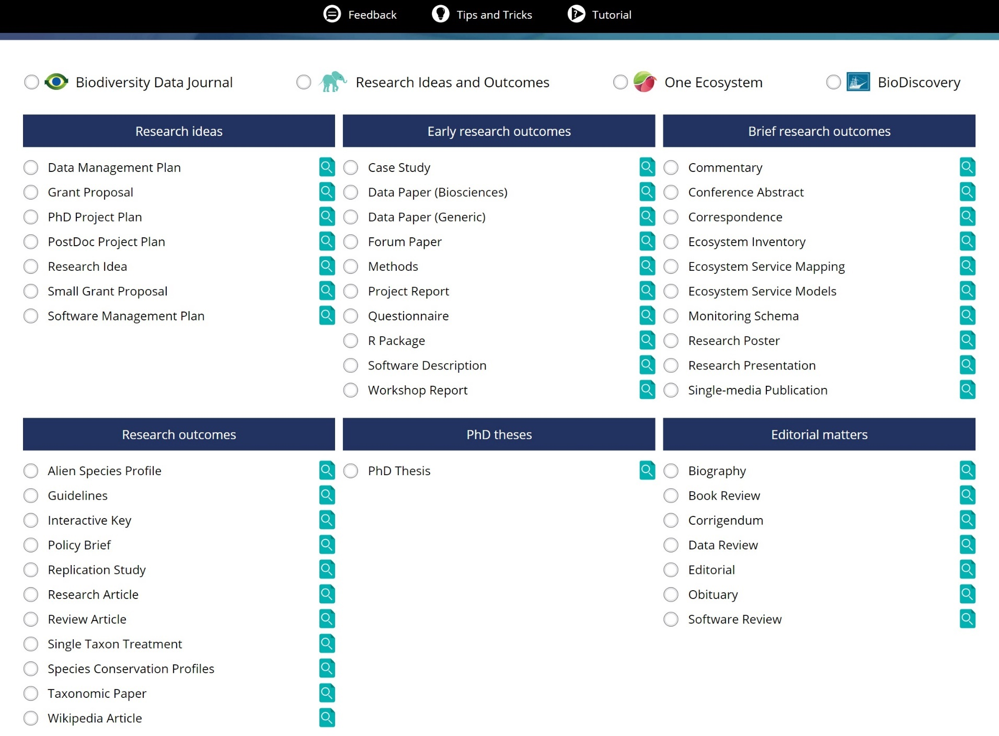 Feedback
Tips and Tricks
Tutorial
Biodiversity Data Journal
Research Ideas and Outcomes
One Ecosystem
BioDiscovery
Research ideas
Data Management Plan
Grant Proposal
PhD Project Plan
PostDoc Project Plan
Research Idea
Small Grant Proposal
Software Management Plan
Early research outcomes
Case Study
Data Paper (Biosciences)
Data Paper (Generic)
Forum Paper
Methods
Project Report
Questionnaire
R Package
Software Description
Workshop Report
Brief research outcomes
Commentary
Conference Abstract
Correspondence
Ecosystem Inventory
Ecosystem Service Mapping
Ecosystem Service Models
Monitoring Schema
Research Poster
Research Presentation
Single-media Publication
Research outcomes
Alien Species Profile
Guidelines
Interactive Key
Policy Brief
Replication Study
Research Article
Review Article
Single Taxon Treatment
Species Conservation Profiles
Taxonomic Paper
Wikipedia Article
PhD theses
PhD Thesis
Editorial matters
Biography
Book Review
Corrigendum
Data Review
Editorial
Obituary
Software Review